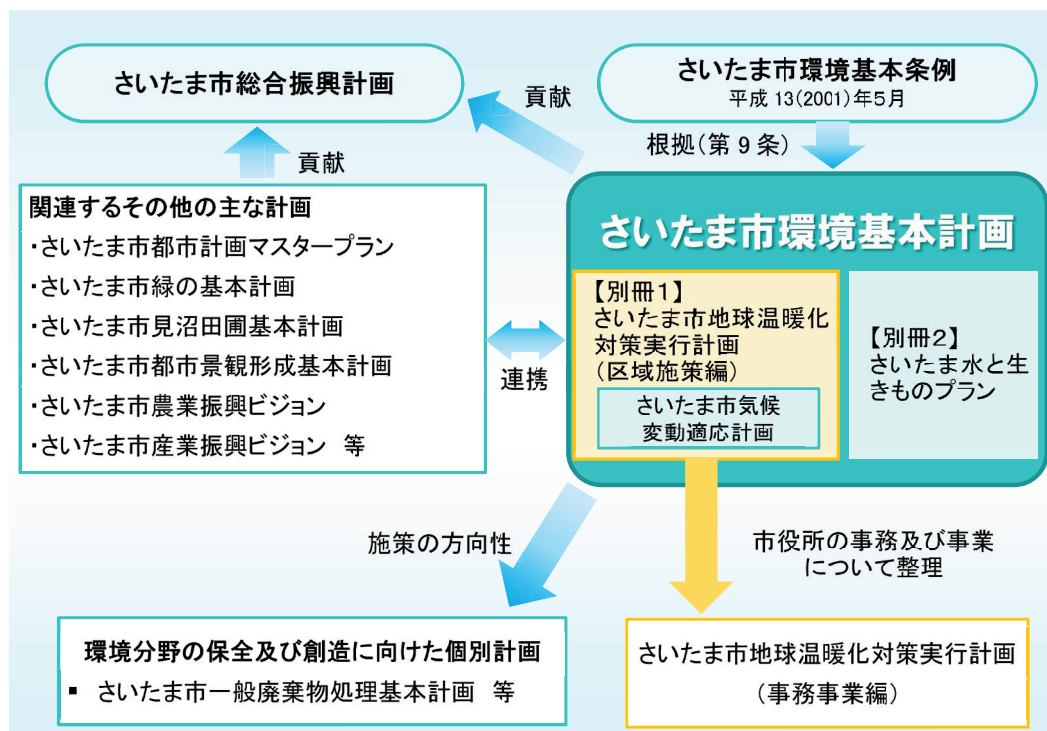 さいたま市総合振興計画
さいたま市環境基本条例
平成 13(2001)年5月
貢献
根拠(第 9 条)
貢献
関連するその他の主な計画
・さいたま市都市計画マスタープラン
・さいたま市緑の基本計画
・さいたま市見沼田圃基本計画
・さいたま市都市景観形成基本計画
・さいたま市農業振興ビジョン
・さいたま市産業振興ビジョン 等
連携
さいたま市環境基本計画
【別冊1】
さいたま市地球温暖化
対策実行計画
(区域施策編)
さいたま市気候
変動適応計画
【別冊2】
さいたま水と生
きものプラン
施策の方向性
市役所の事務及び事業
について整理
環境分野の保全及び創造に向けた個別計画
▪ さいたま市一般廃棄物処理基本計画 等
さいたま市地球温暖化対策実行計画
(事務事業編)